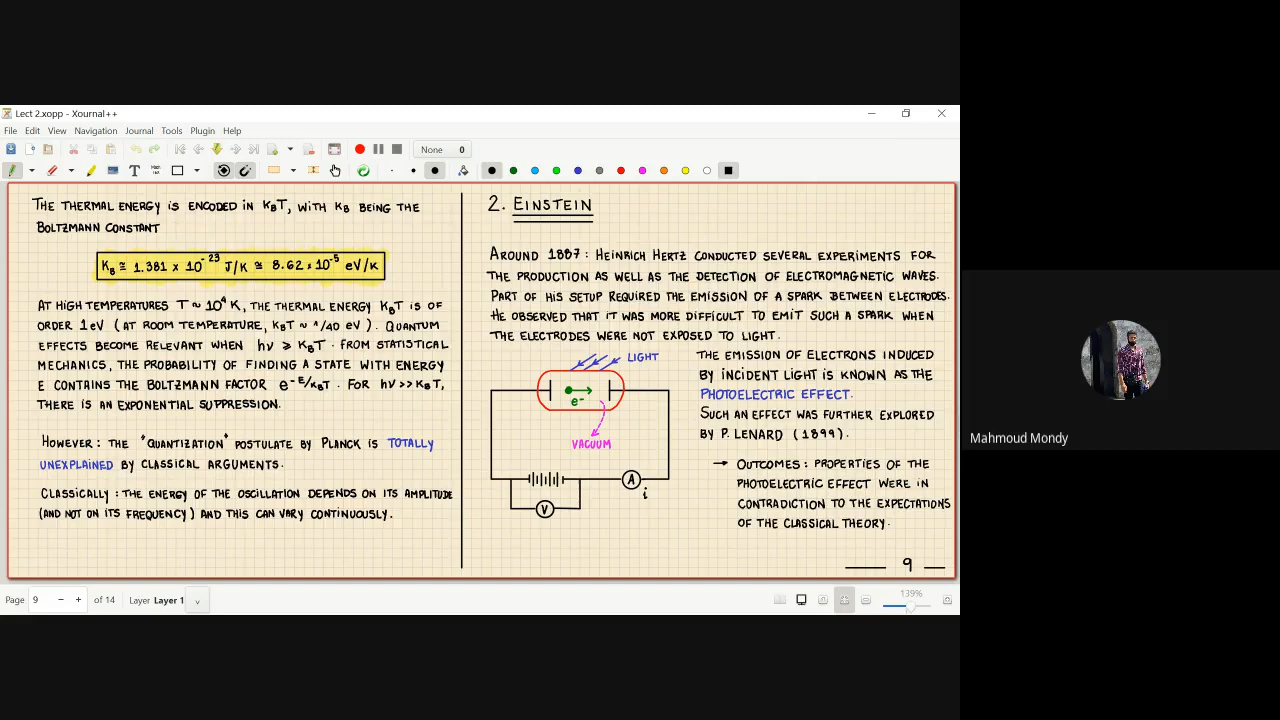 Lect 2.xopp - Xournal++
File Edit View Navigation Journal Tools Plugin Help
None 0
THE THERMAL ENERGY IS ENCODED IN KBT, WITH KB BEING THE
BOLTZMANN CONSTANT
KB ≅ 1.381 x 10^-23 J/K ≅ 8.62 x 10^-5 eV/K
AT HIGH TEMPERATURES T ~ 10^4 K, THE THERMAL ENERGY KBT IS OF
ORDER 1eV (AT ROOM TEMPERATURE, KBT ~ 1/40 eV). QUANTUM
EFFECTS BECOME RELEVANT WHEN hν ⩾ KBT. FROM STATISTICAL
MECHANICS, THE PROBABILITY OF FINDING A STATE WITH ENERGY
E CONTAINS THE BOLTZMANN FACTOR e^-E/KBT. FOR hν >> KBT,
THERE IS AN EXPONENTIAL SUPPRESSION.
HOWEVER: THE "QUANTIZATION" POSTULATE BY PLANCK IS TOTALLY
UNEXPLAINED BY CLASSICAL ARGUMENTS.
CLASSICALLY: THE ENERGY OF THE OSCILLATION DEPENDS ON ITS AMPLITUDE
(AND NOT ON ITS FREQUENCY) AND THIS CAN VARY CONTINUOUSLY.
2. EINSTEIN
AROUND 1887: HEINRICH HERTZ CONDUCTED SEVERAL EXPERIMENTS FOR
THE PRODUCTION AS WELL AS THE DETECTION OF ELECTROMAGNETIC WAVES.
PART OF HIS SETUP REQUIRED THE EMISSION OF A SPARK BETWEEN ELECTRODES.
HE OBSERVED THAT IT WAS MORE DIFFICULT TO EMIT SUCH A SPARK WHEN
THE ELECTRODES WERE NOT EXPOSED TO LIGHT.
LIGHT
e-
VACUUM
A
i
V
THE EMISSION OF ELECTRONS INDUCED
BY INCIDENT LIGHT IS KNOWN AS THE
PHOTOELECTRIC EFFECT.
SUCH AN EFFECT WAS FURTHER EXPLORED
BY P. LENARD (1899).
→ OUTCOMES: PROPERTIES OF THE
PHOTOELECTRIC EFFECT WERE IN
CONTRADICTION TO THE EXPECTATIONS
OF THE CLASSICAL THEORY.
9
Page 9 − + of 14 Layer Layer 1
139%
Mahmoud Mondy